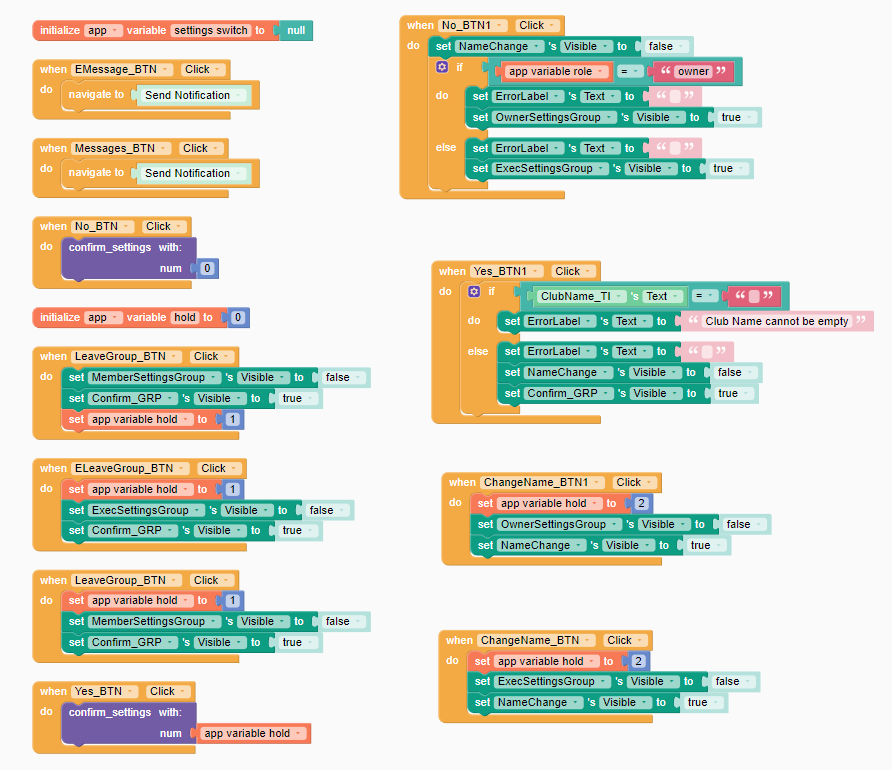 initialize app variable settings switch to null
when EMessage_BTN Click
do navigate to Send Notification
when Messages_BTN Click
do navigate to Send Notification
when No_BTN Click
do confirm_settings with:
num 0
initialize app variable hold to 0
when LeaveGroup_BTN Click
do set MemberSettingsGroup 's Visible to false
set Confirm_GRP 's Visible to true
set app variable hold to 1
when ELeaveGroup_BTN Click
do set app variable hold to 1
set ExecSettingsGroup 's Visible to false
set Confirm_GRP 's Visible to true
when LeaveGroup_BTN Click
do set app variable hold to 1
set MemberSettingsGroup 's Visible to false
set Confirm_GRP 's Visible to true
when Yes_BTN Click
do confirm_settings with:
num app variable hold
when No_BTN1 Click
do set NameChange 's Visible to false
if app variable role = “ owner ”
do set ErrorLabel 's Text to “ ”
set OwnerSettingsGroup 's Visible to true
else set ErrorLabel 's Text to “ ”
set ExecSettingsGroup 's Visible to true
when Yes_BTN1 Click
do if ClubName_TI 's Text = “ ”
do set ErrorLabel 's Text to “ Club Name cannot be empty ”
else set ErrorLabel 's Text to “ ”
set NameChange 's Visible to false
set Confirm_GRP 's Visible to true
when ChangeName_BTN1 Click
do set app variable hold to 2
set OwnerSettingsGroup 's Visible to false
set NameChange 's Visible to true
when ChangeName_BTN Click
do set app variable hold to 2
set ExecSettingsGroup 's Visible to false
set NameChange 's Visible to true